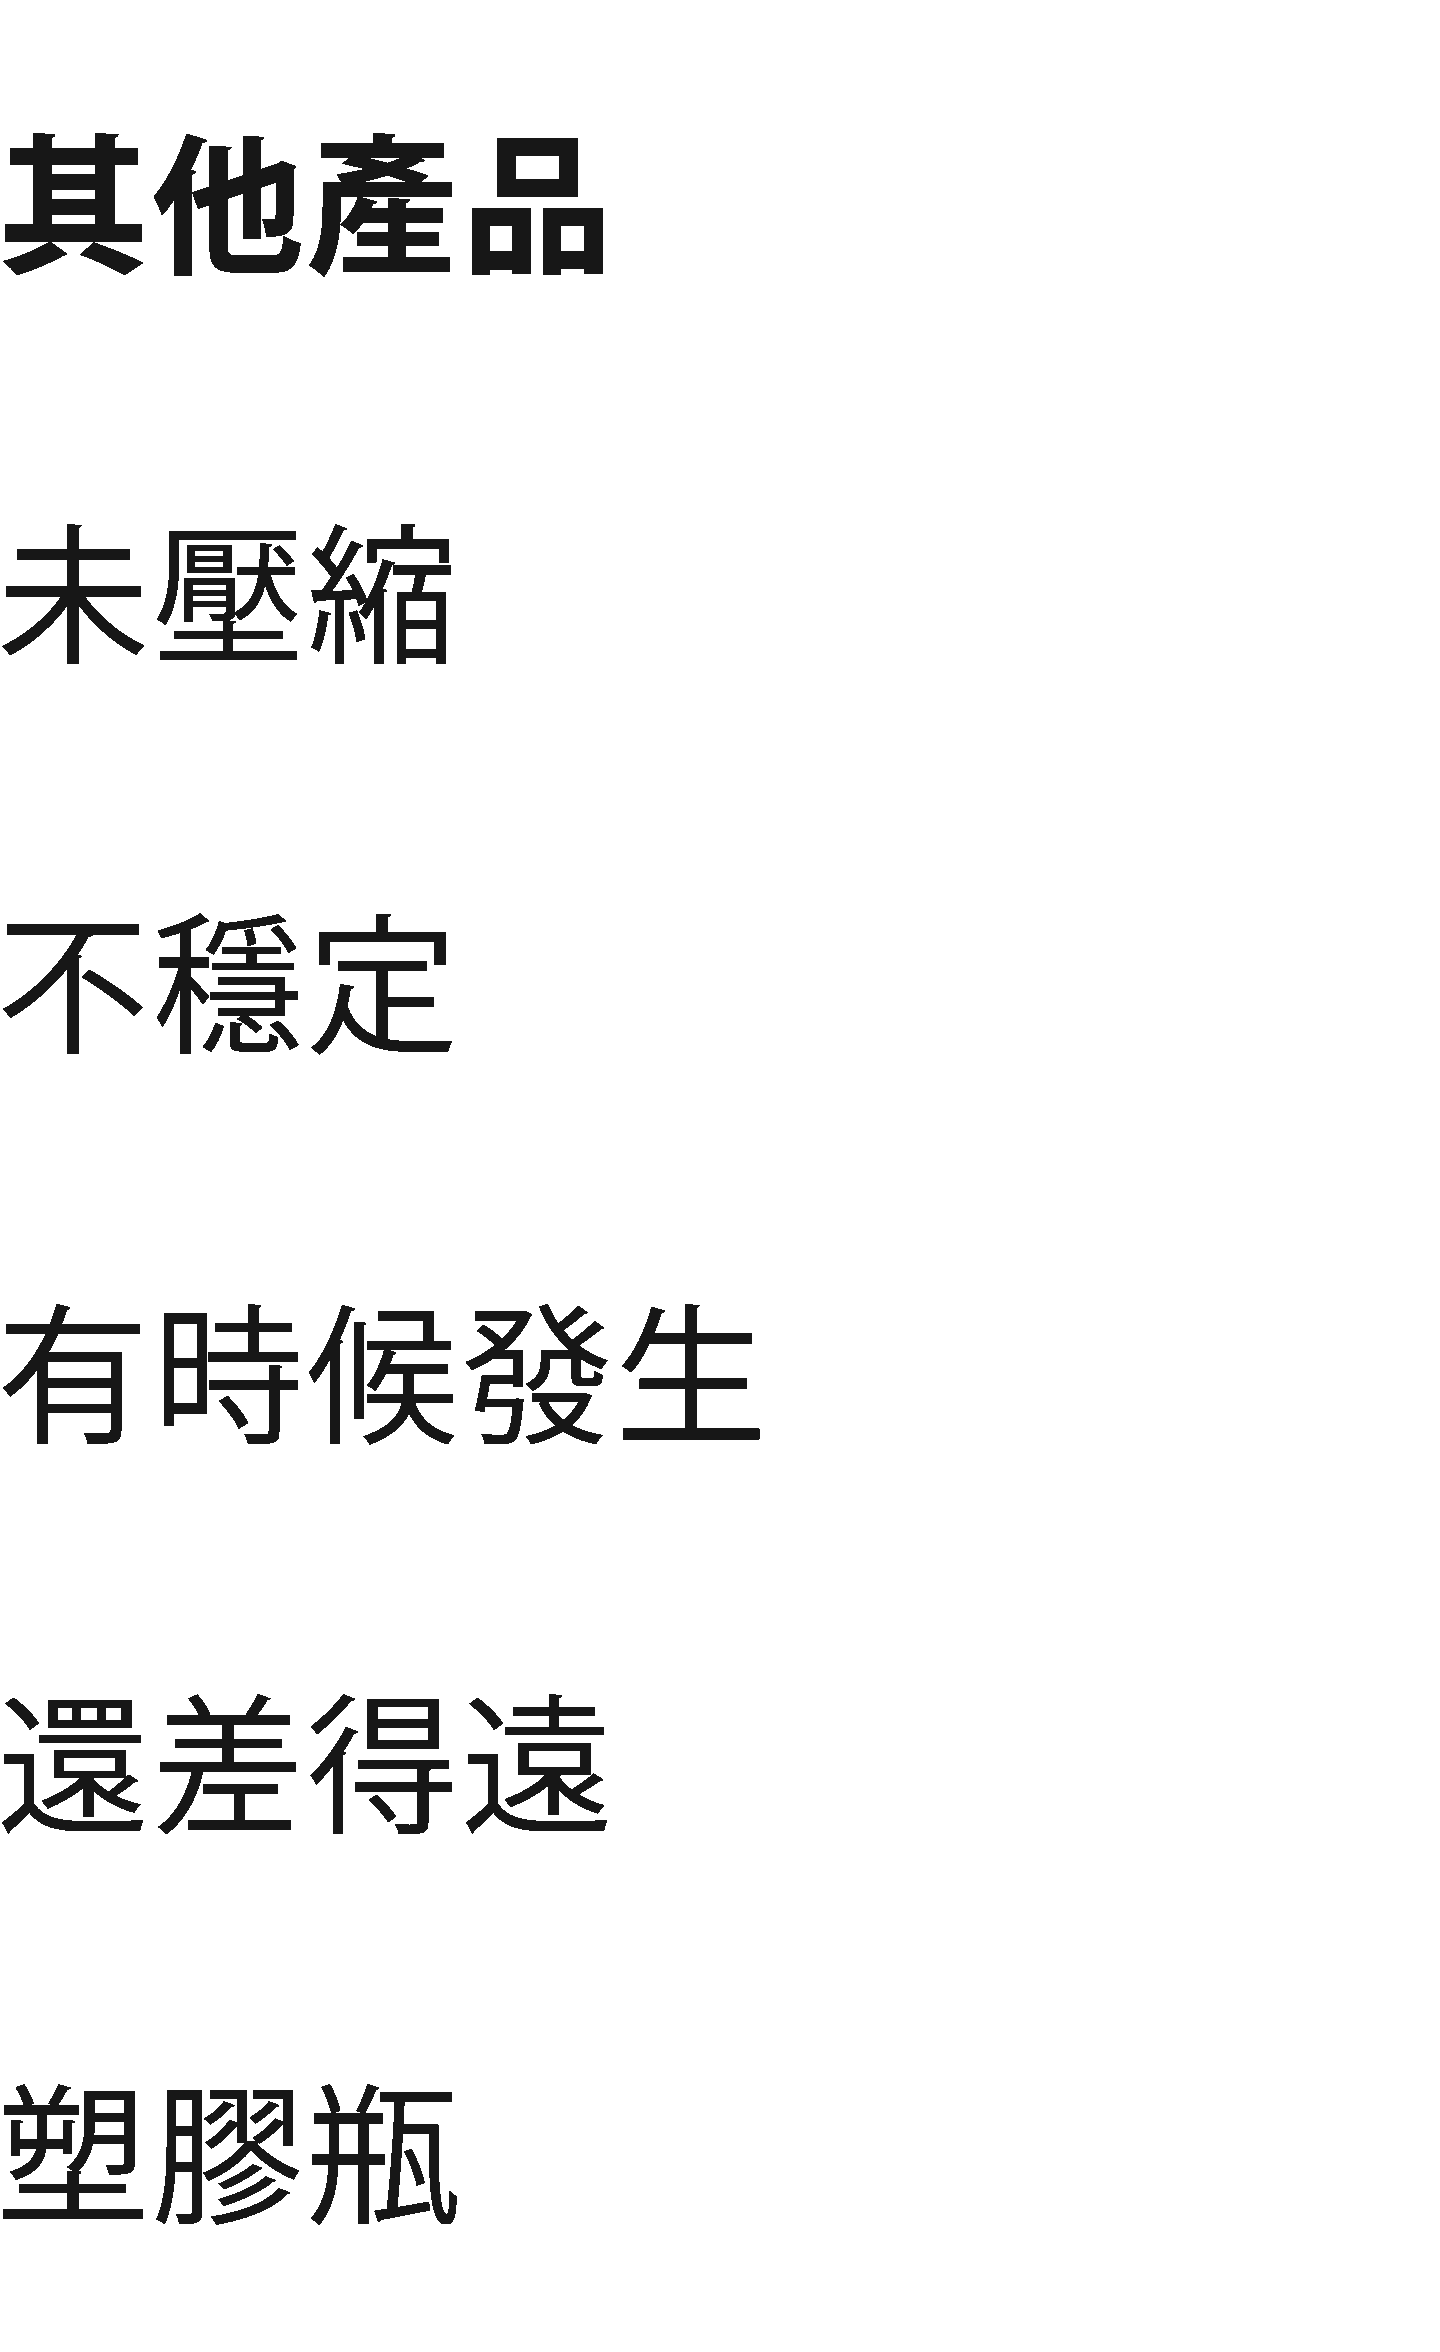 其他產品
未壓縮
不穩定
有時候發生
還差得遠
塑膠瓶